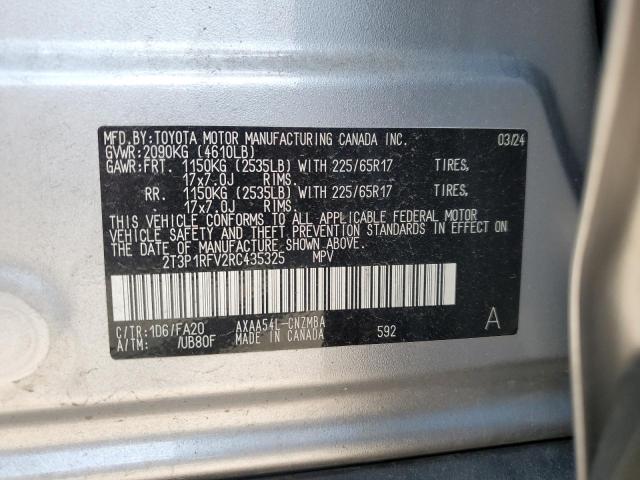 MFD.BY:TOYOTA MOTOR MANUFACTURING CANADA INC. 03/24
GVWR:2090KG (4610LB)
GAWR:FRT. 1150KG (2535LB) WITH 225/65R17 TIRES,
17x7.0J RIMS.
RR. 1150KG (2535LB) WITH 225/65R17 TIRES,
17x7.0J RIMS.
THIS VEHICLE CONFORMS TO ALL APPLICABLE FEDERAL MOTOR
VEHICLE SAFETY AND THEFT PREVENTION STANDARDS IN EFFECT ON
THE DATE OF MANUFACTURE SHOWN ABOVE.
2T3P1RFV2RC435325 MPV
C/TR:1D6/FA20 AXAA54L-CNZMBA 592 A
A/TM: /UB80F MADE IN CANADA